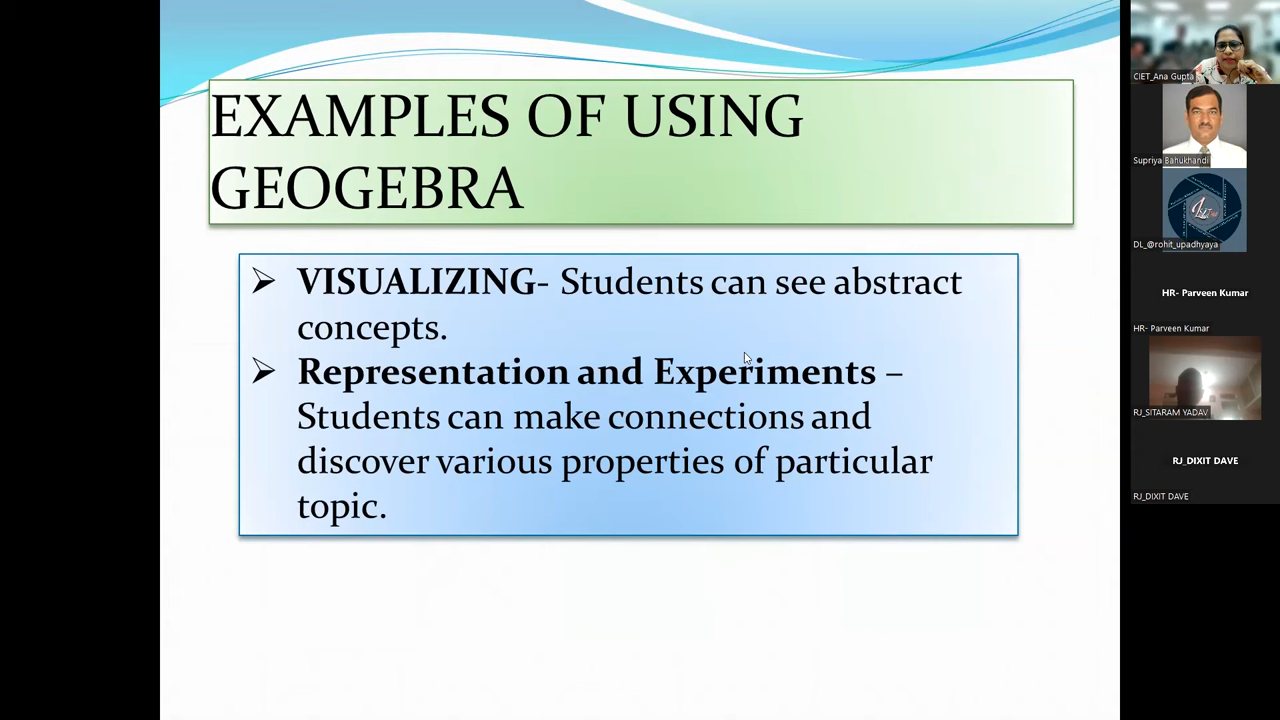 EXAMPLES OF USING
GEOGEBRA
➢ VISUALIZING- Students can see abstract
concepts.
➢ Representation and Experiments –
Students can make connections and
discover various properties of particular
topic.
CIET_Ana Gupta
Supriya Bahukhandi
DL_@rohit_upadhyaya
HR- Parveen Kumar
HR- Parveen Kumar
RJ_SITARAM YADAV
RJ_DIXIT DAVE
RJ_DIXIT DAVE